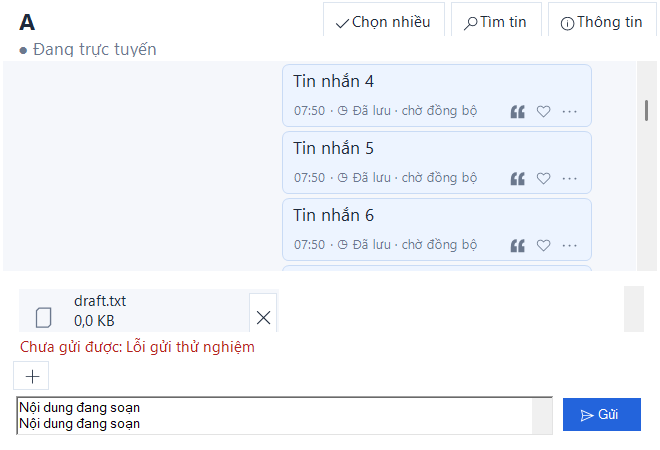 A
Chọn nhiều
Tìm tin
Thông tin
Đang trực tuyến
Tin nhắn 4
07:50 · Đã lưu · chờ đồng bộ
Tin nhắn 5
07:50 · Đã lưu · chờ đồng bộ
Tin nhắn 6
07:50 · Đã lưu · chờ đồng bộ
draft.txt
0,0 KB
Chưa gửi được: Lỗi gửi thử nghiệm
Nội dung đang soạn
Nội dung đang soạn
Gửi